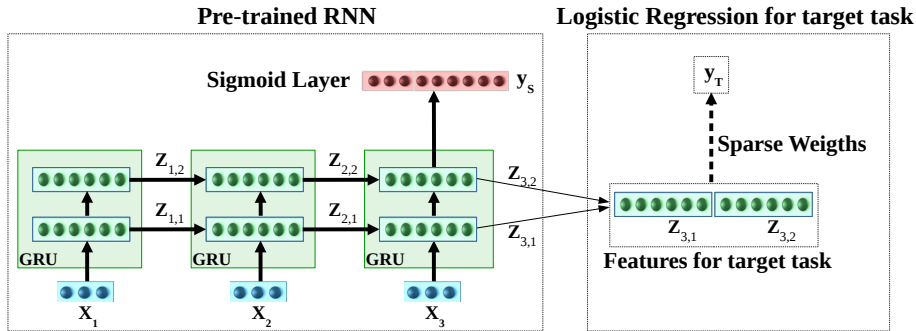 Pre-trained RNN
Logistic Regression for target task
Sigmoid Layer
y_S
y_T
Sparse Weigths
Z_1,2
Z_2,2
Z_3,2
Z_1,1
Z_2,1
Z_3,1
Z_3,1
Z_3,2
GRU
GRU
GRU
Features for target task
X_1
X_2
X_3